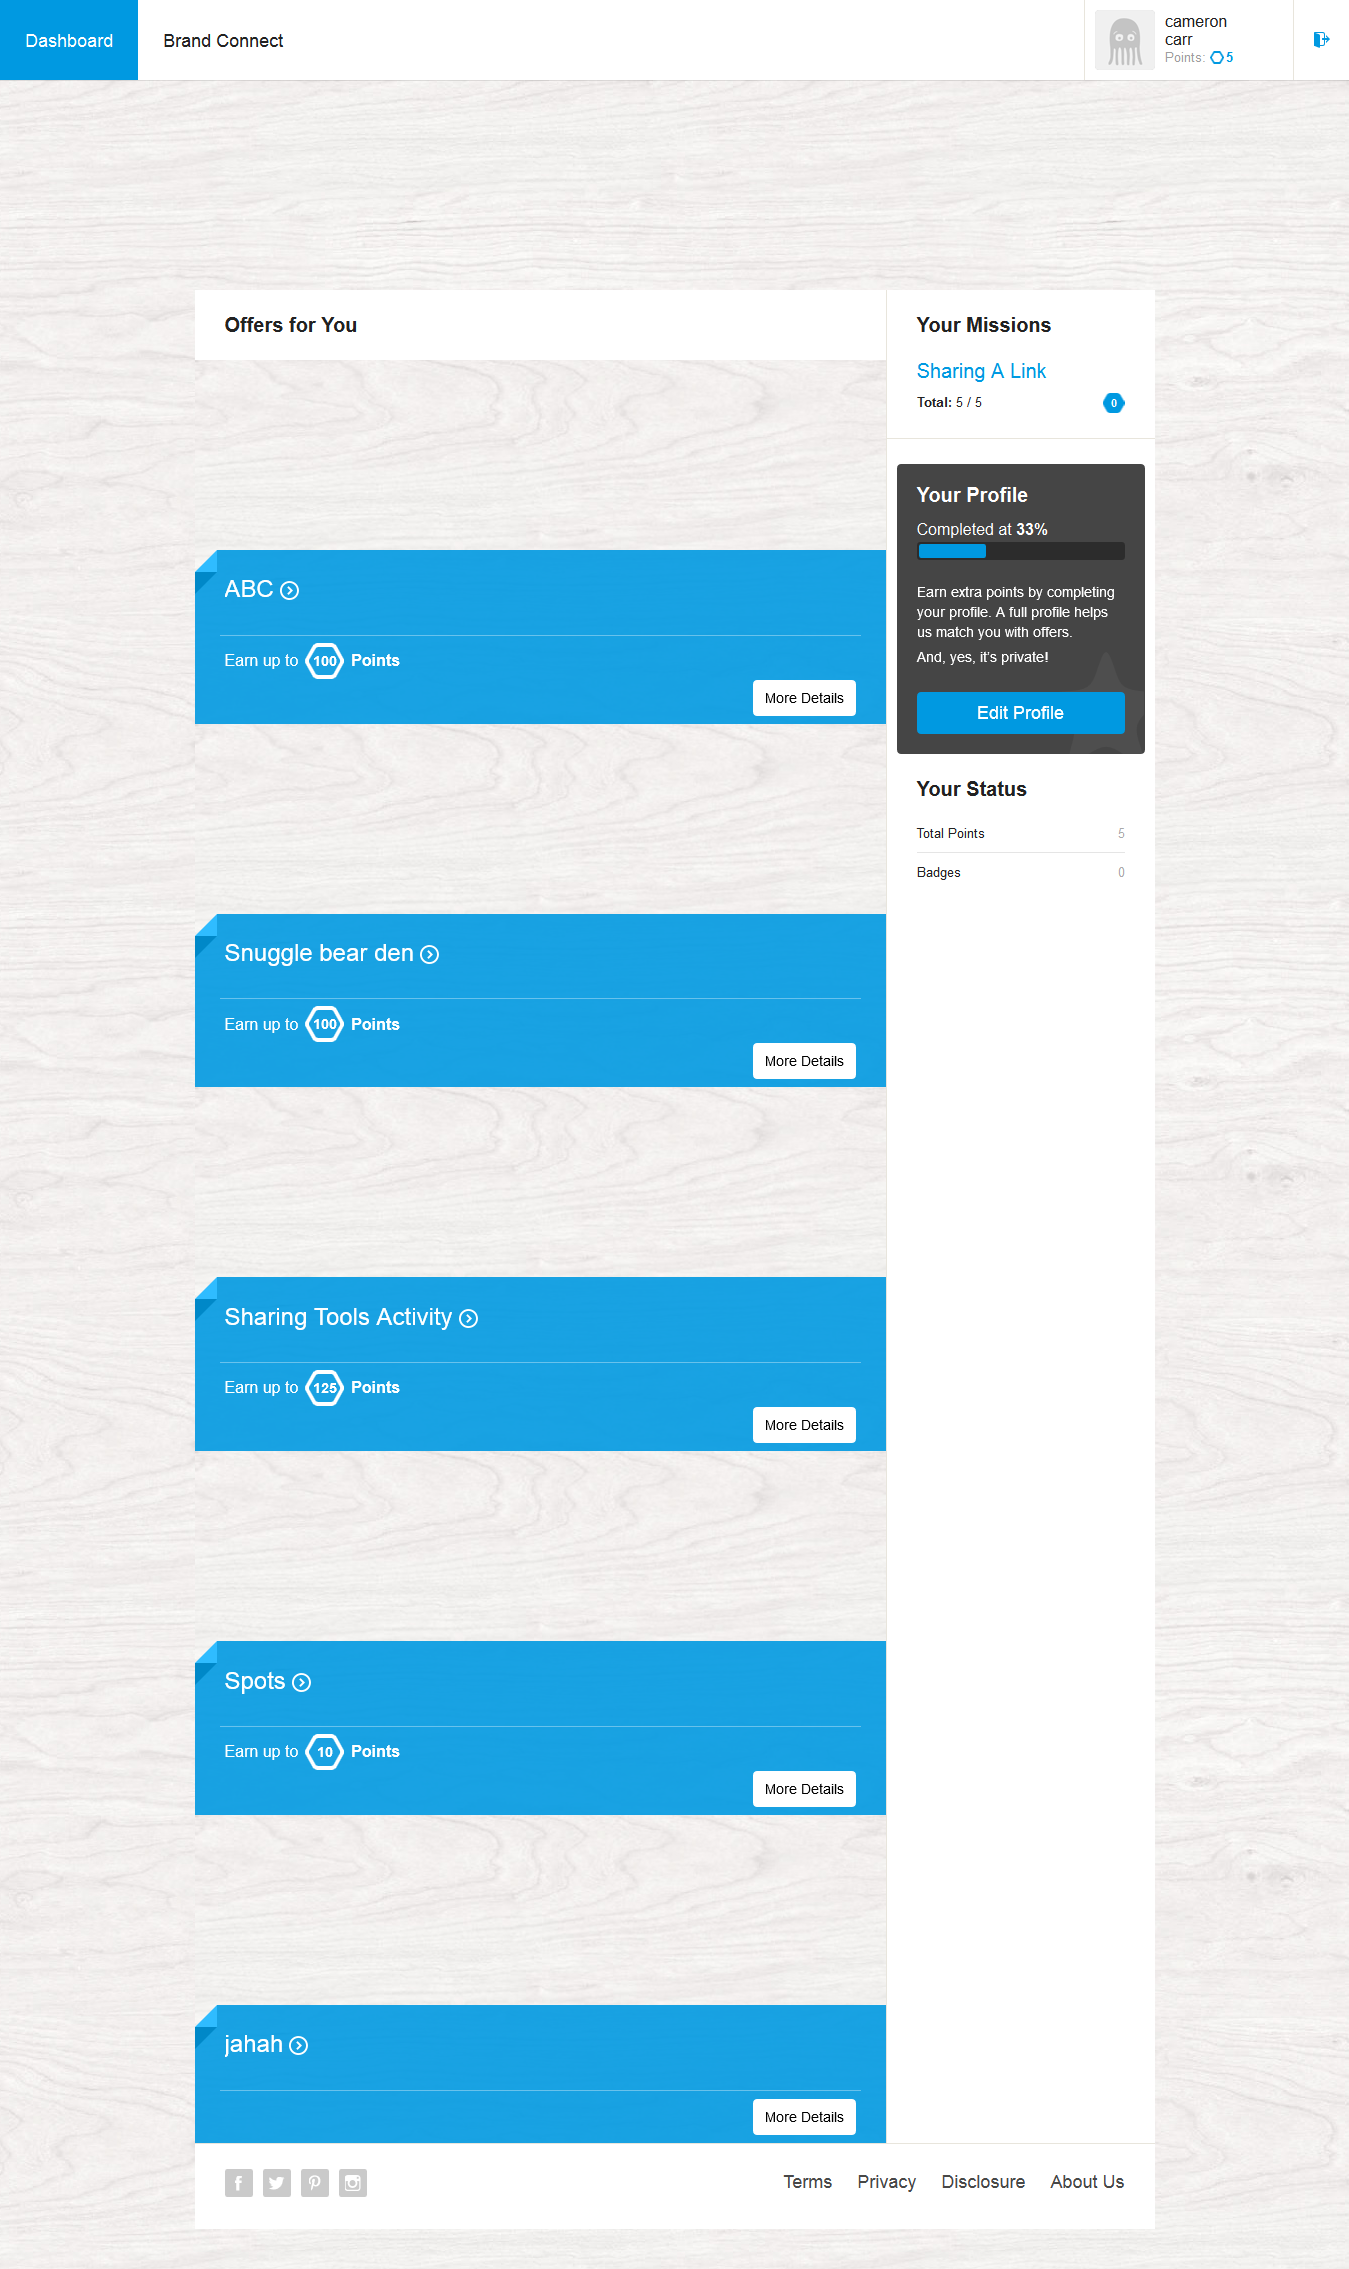 Dashboard
Brand Connect
cameron
carr
Points: 5
Offers for You
ABC
Earn up to 100 Points
More Details
Snuggle bear den
Earn up to 100 Points
More Details
Sharing Tools Activity
Earn up to 125 Points
More Details
Spots
Earn up to 10 Points
More Details
jahah
More Details
Your Missions
Sharing A Link
Total: 5 / 5
0
Your Profile
Completed at 33%
Earn extra points by completing
your profile. A full profile helps
us match you with offers.
And, yes, it's private!
Edit Profile
Your Status
Total Points 5
Badges 0
Terms Privacy Disclosure About Us